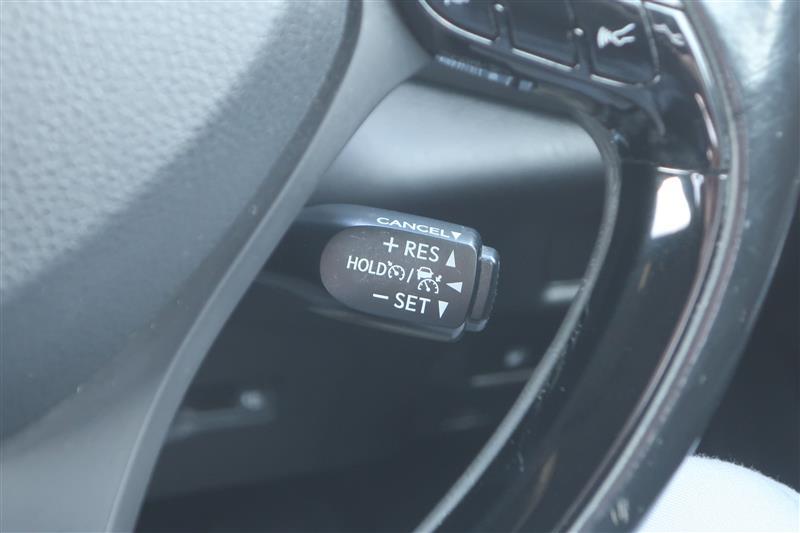 CANCEL▼
+ RES ▲
HOLD / ◀
− SET ▼